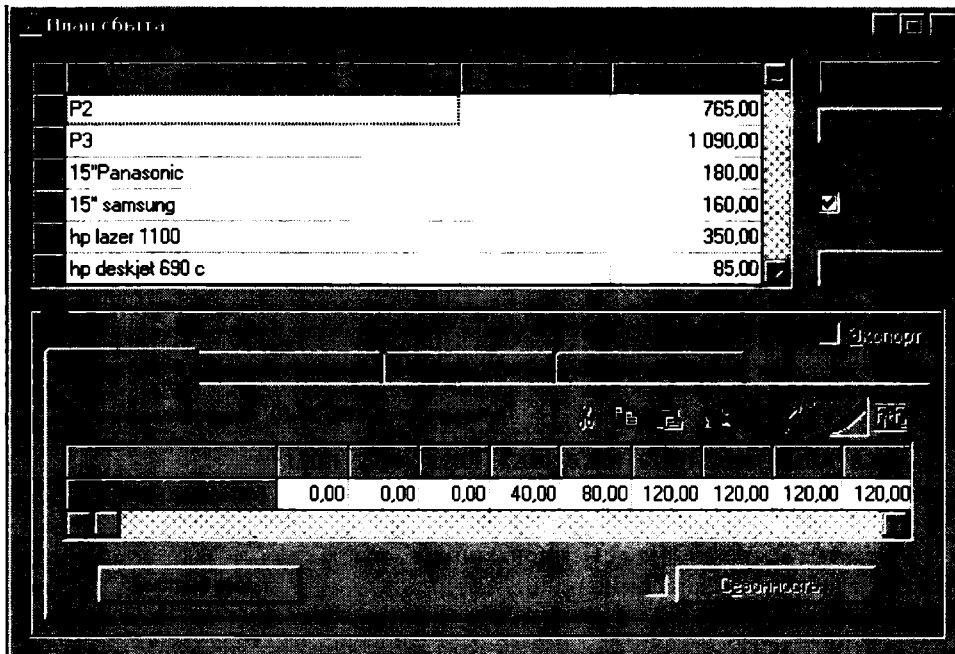 План сбыта
P2 765,00
P3 1 090,00
15"Panasonic 180,00
15" samsung 160,00
hp lazer 1100 350,00
hp deskjet 690 c 85,00
Экспорт
0,00 0,00 0,00 40,00 80,00 120,00 120,00 120,00 120,00
Сезонность